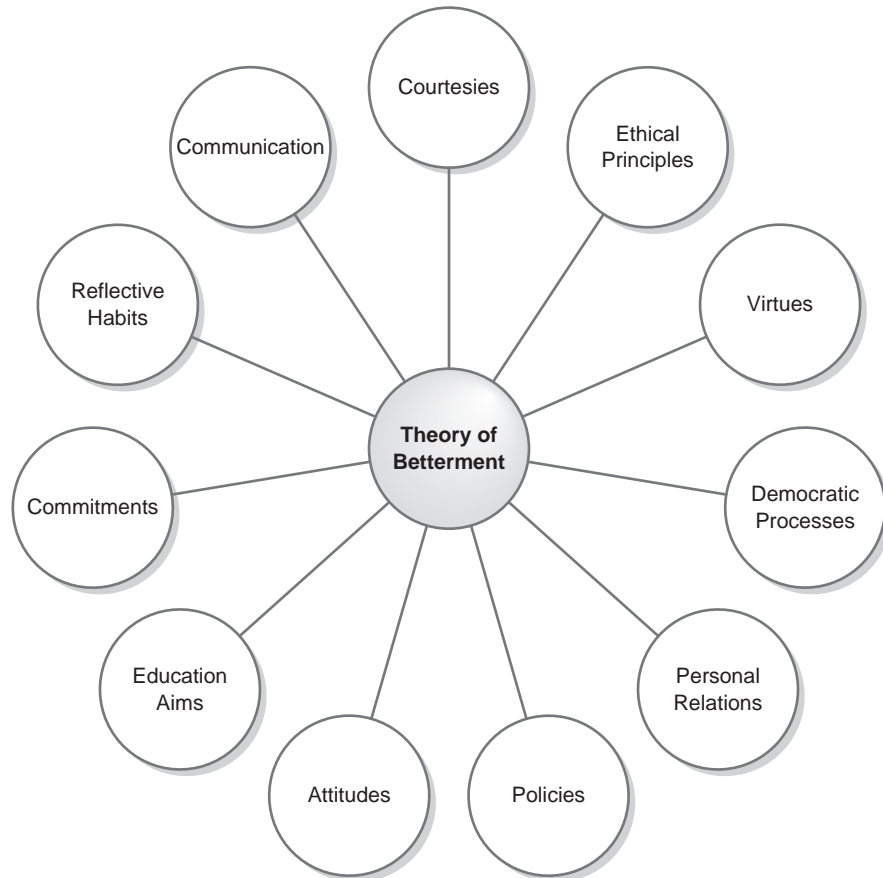 Courtesies
Ethical
Principles
Communication
Virtues
Reflective
Habits
Theory of
Betterment
Democratic
Processes
Commitments
Personal
Relations
Education
Aims
Attitudes
Policies